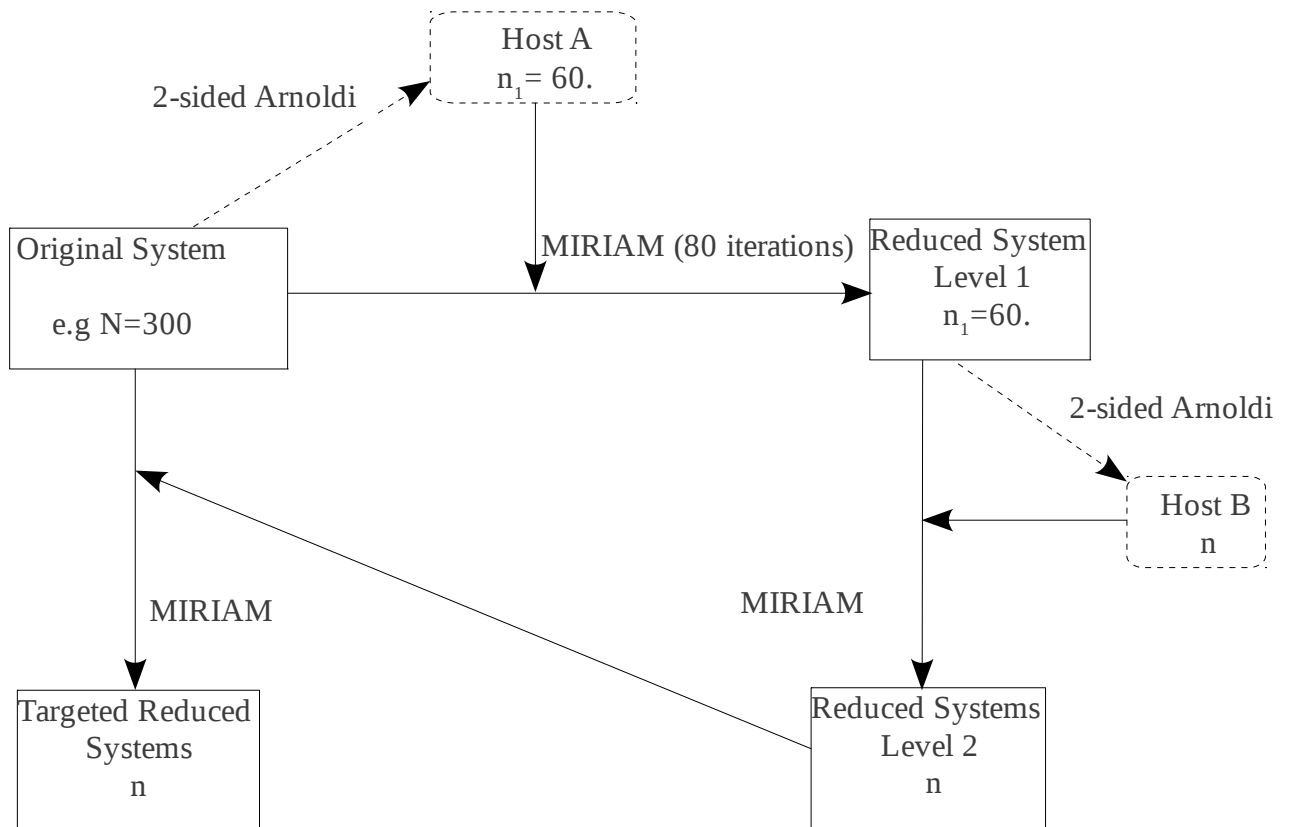 Host A
n₁= 60.
2-sided Arnoldi
Original System
e.g N=300
MIRIAM (80 iterations)
Reduced System
Level 1
n₁=60.
2-sided Arnoldi
Host B
n
MIRIAM
MIRIAM
Targeted Reduced
Systems
n
Reduced Systems
Level 2
n